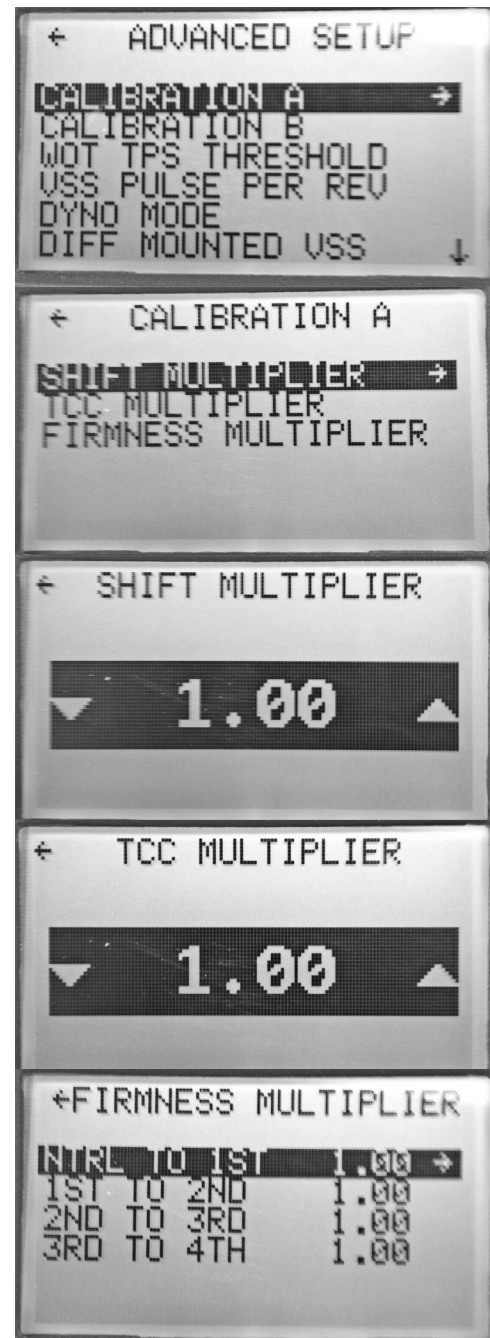 ← ADVANCED SETUP
CALIBRATION A →
CALIBRATION B
WOT TPS THRESHOLD
VSS PULSE PER REV
DYNO MODE
DIFF MOUNTED VSS ↓
← CALIBRATION A
SHIFT MULTIPLIER →
TCC MULTIPLIER
FIRMNESS MULTIPLIER
← SHIFT MULTIPLIER
▼ 1.00 ▲
← TCC MULTIPLIER
▼ 1.00 ▲
←FIRMNESS MULTIPLIER
NTRL TO 1ST 1.00 →
1ST TO 2ND 1.00
2ND TO 3RD 1.00
3RD TO 4TH 1.00